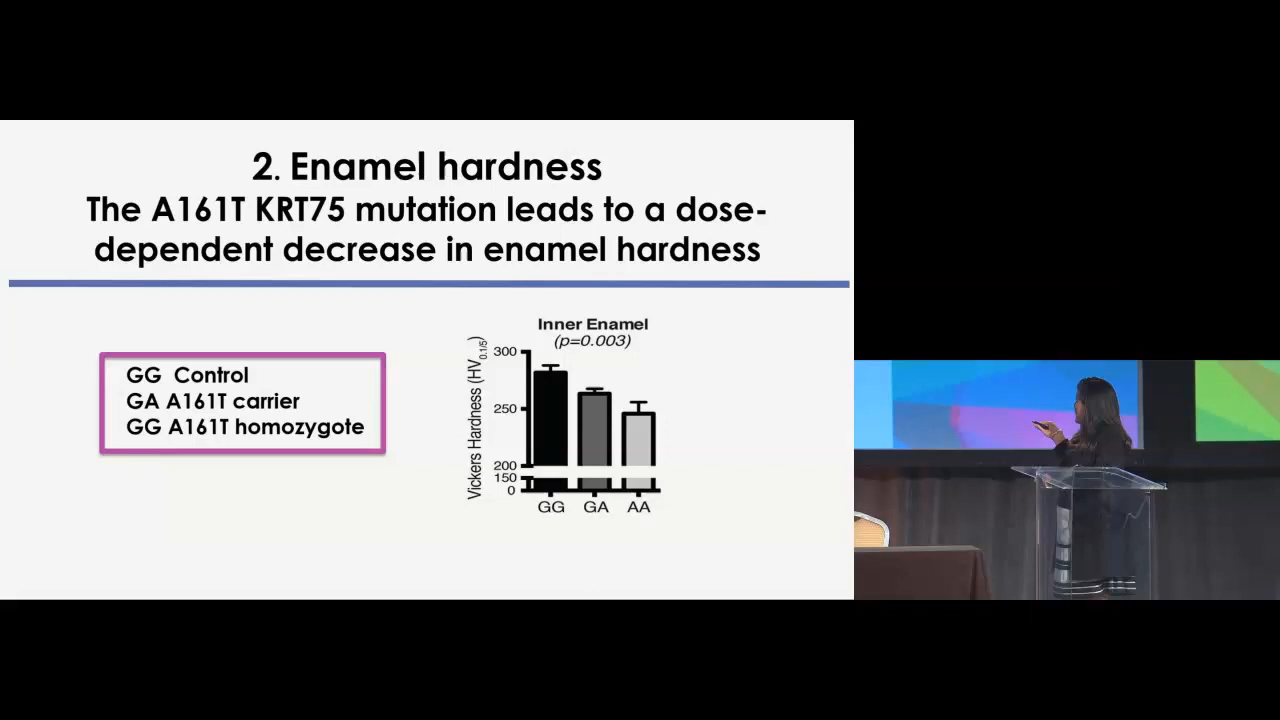 2. Enamel hardness
The A161T KRT75 mutation leads to a dose-
dependent decrease in enamel hardness
GG Control
GA A161T carrier
GG A161T homozygote
Inner Enamel
(p=0.003)
Vickers Hardness (HV0.1/5)
300
250
200
150
0
GG GA AA